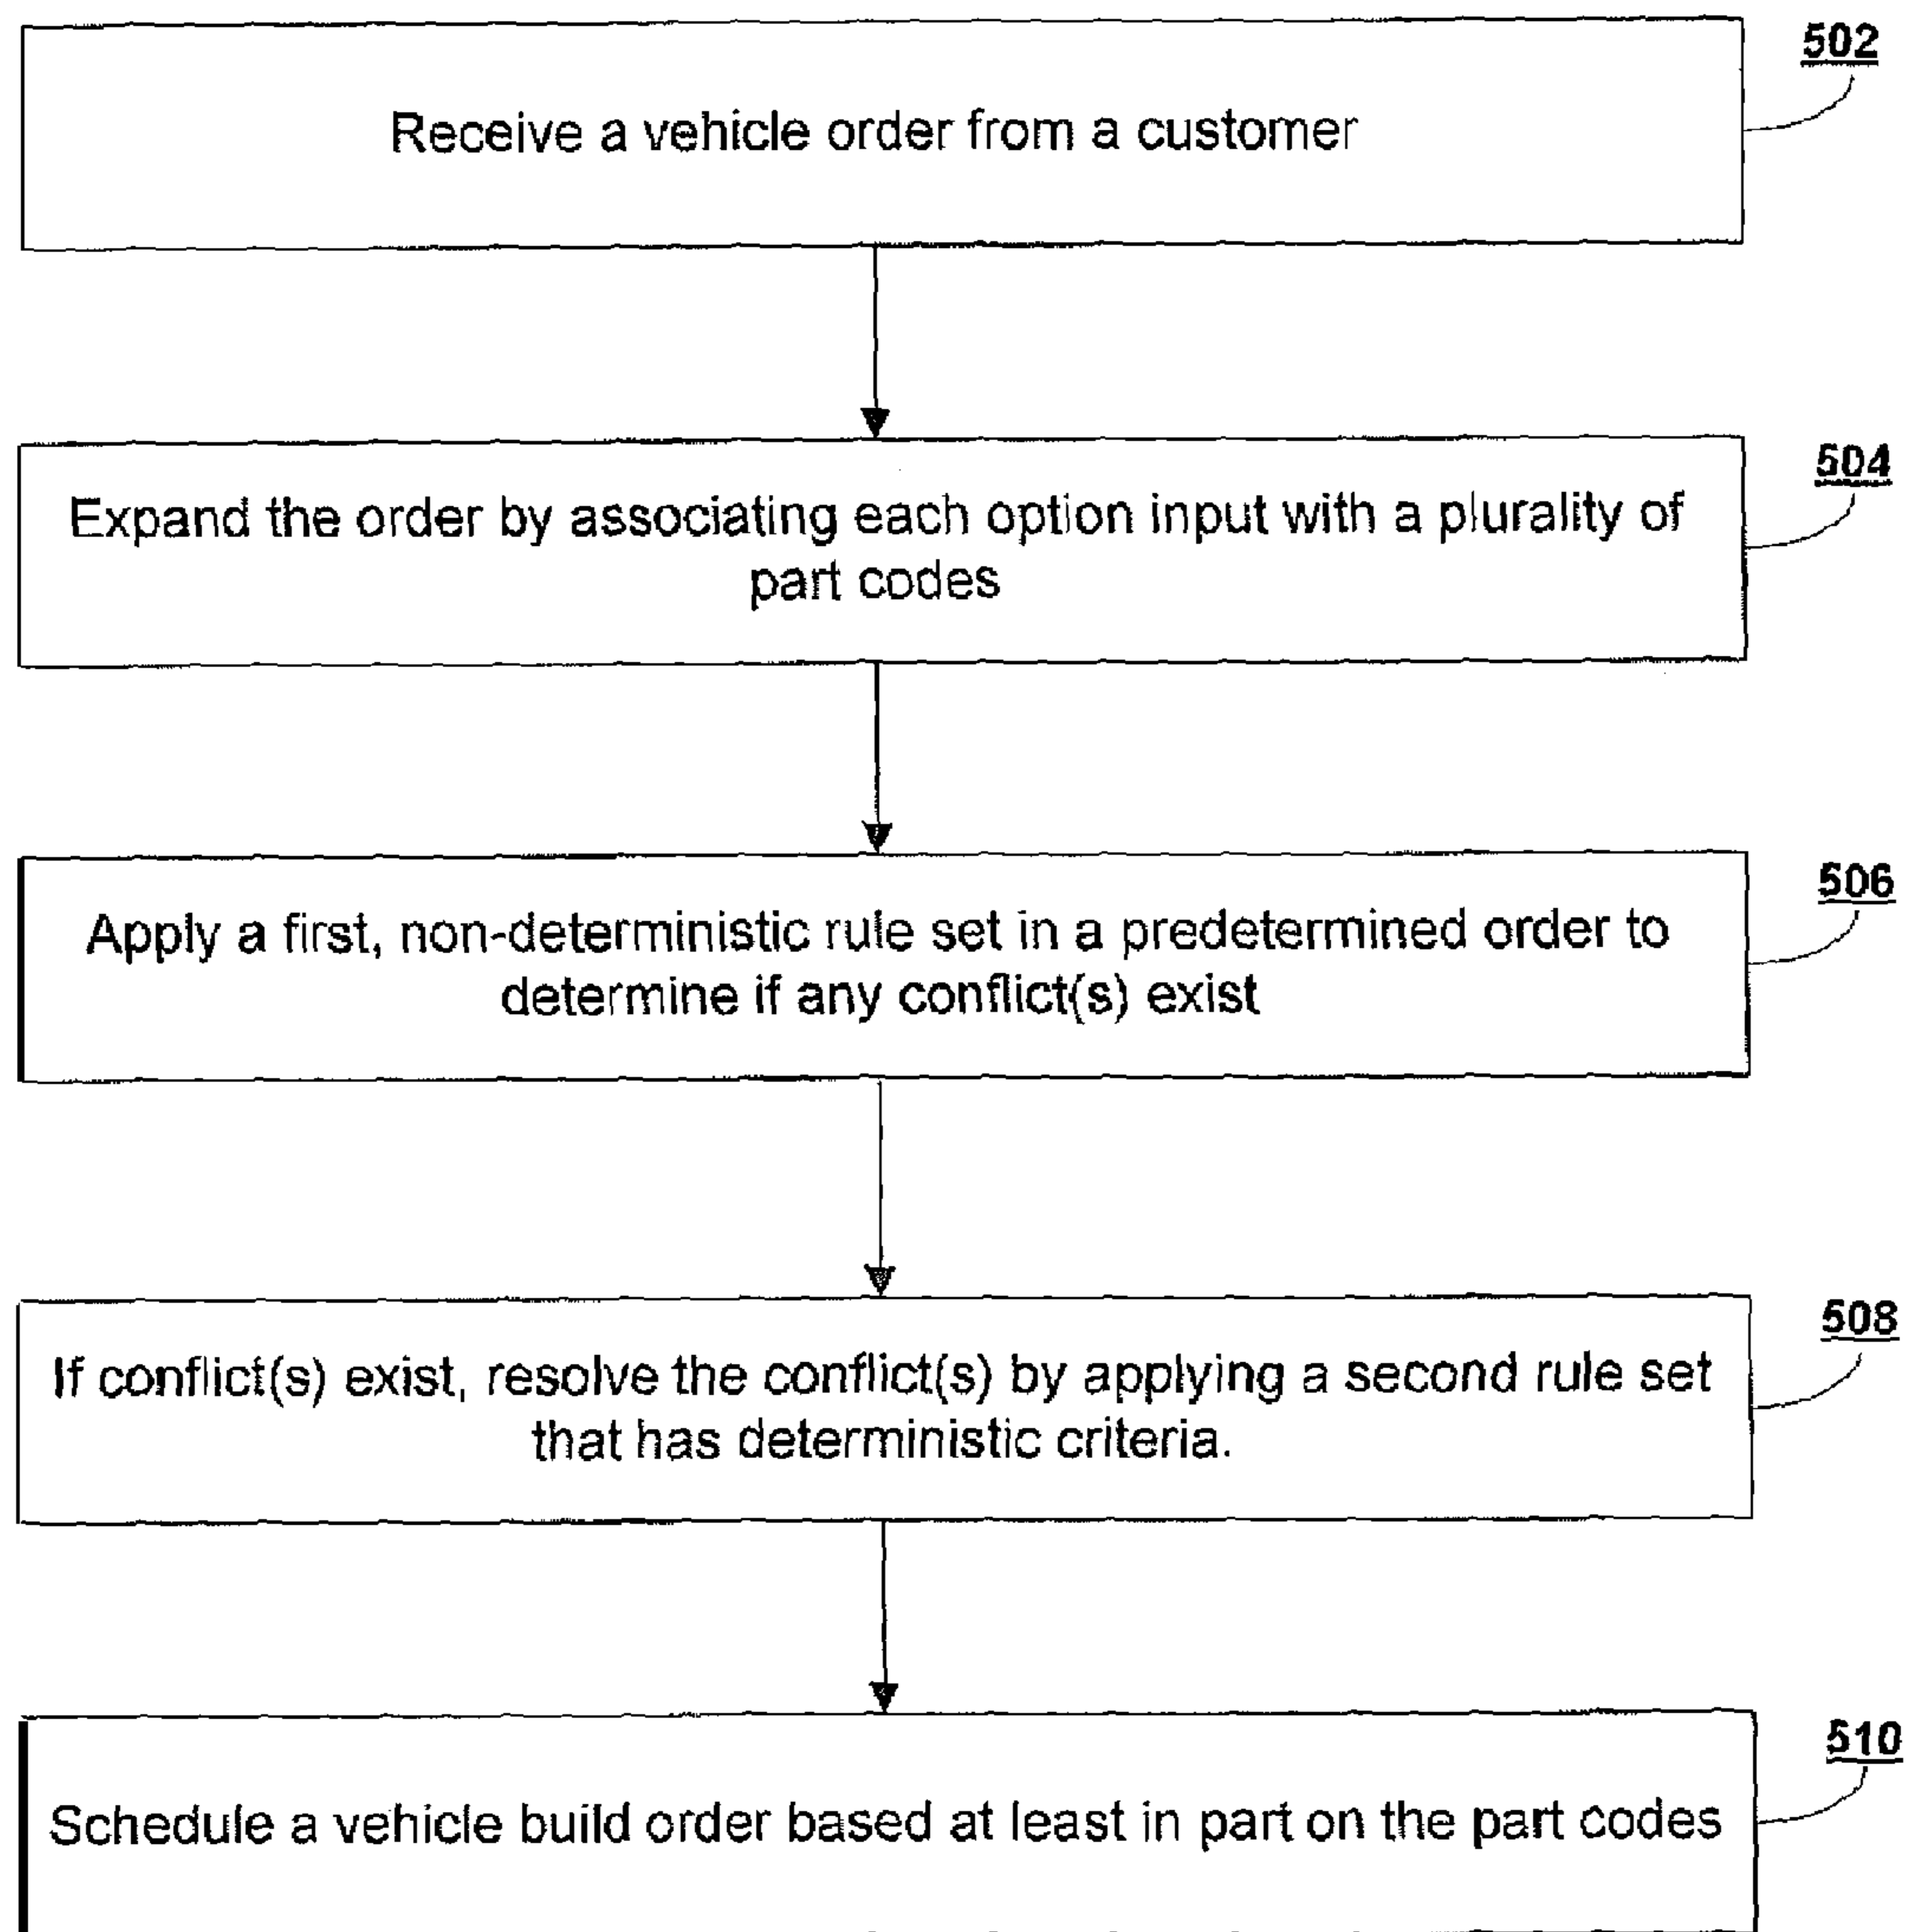 502
Receive a vehicle order from a customer
504
Expand the order by associating each option input with a plurality of
part codes
506
Apply a first, non-deterministic rule set in a predetermined order to
determine if any conflict(s) exist
508
If conflict(s) exist, resolve the conflict(s) by applying a second rule set
that has deterministic criteria.
510
Schedule a vehicle build order based at least in part on the part codes